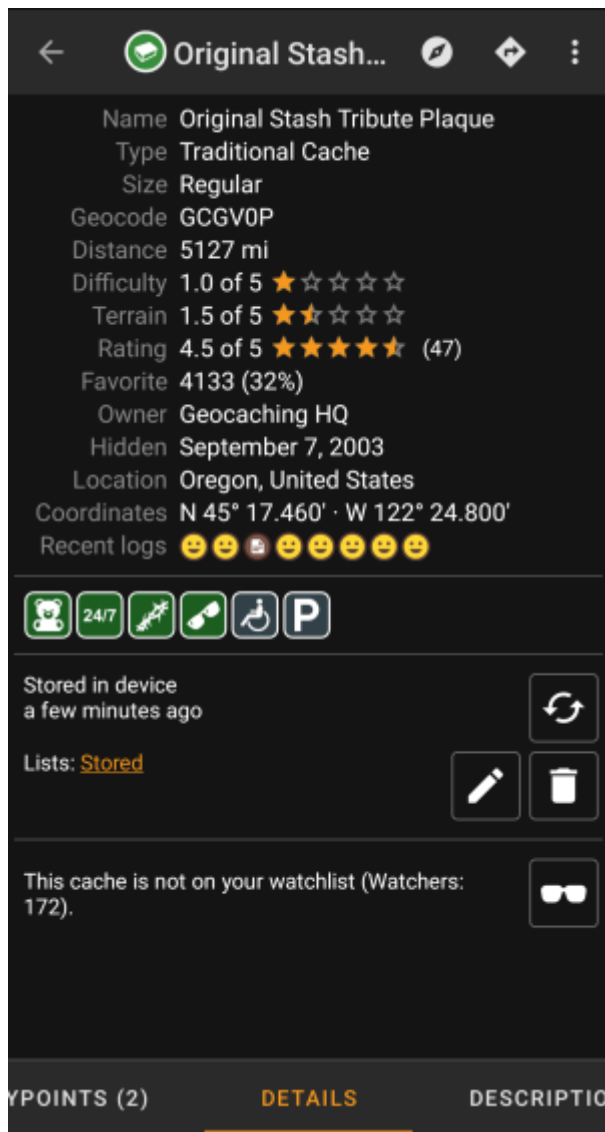 Original Stash...
Name Original Stash Tribute Plaque
Type Traditional Cache
Size Regular
Geocode GCGV0P
Distance 5127 mi
Difficulty 1.0 of 5
Terrain 1.5 of 5
Rating 4.5 of 5 (47)
Favorite 4133 (32%)
Owner Geocaching HQ
Hidden September 7, 2003
Location Oregon, United States
Coordinates N 45° 17.460' · W 122° 24.800'
Recent logs
24/7 P
Stored in device
a few minutes ago
Lists: Stored
This cache is not on your watchlist (Watchers:
172).
YPOINTS (2) DETAILS DESCRIPTIO